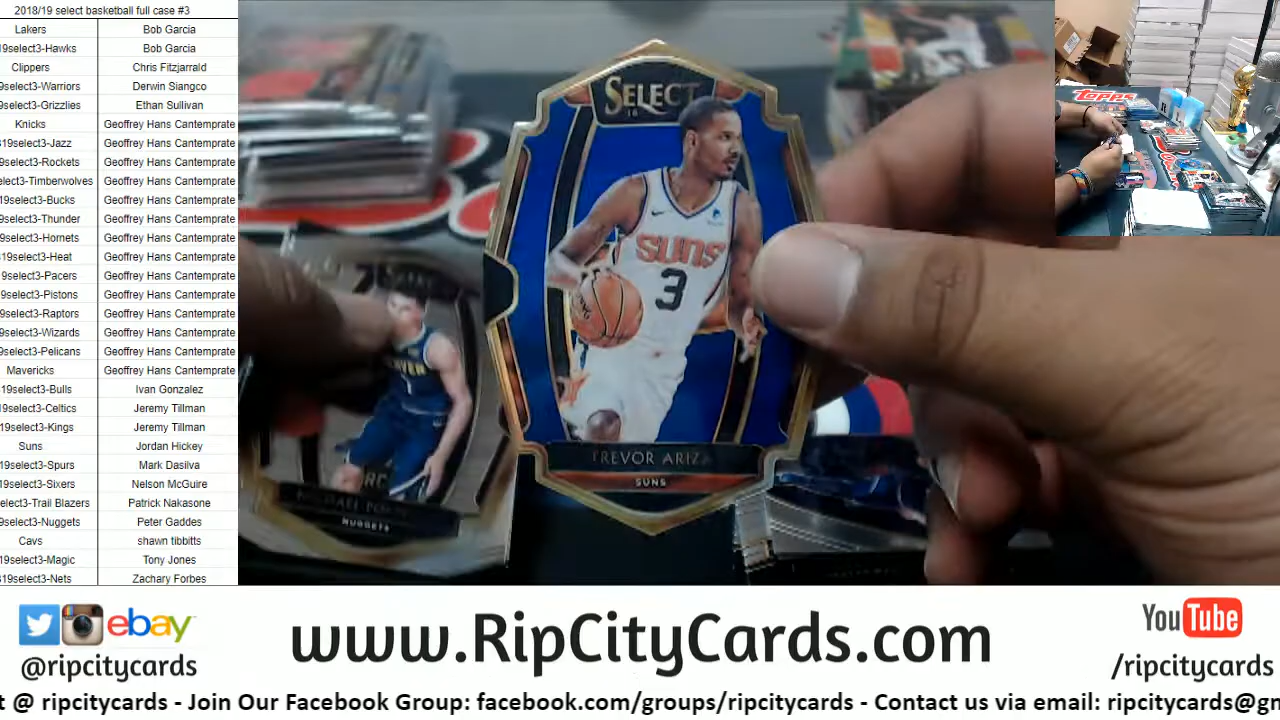 2018/19 select basketball full case #3
Lakers Bob Garcia
19select3-Hawks Bob Garcia
Clippers Chris Fitzjarrald
19select3-Warriors Derwin Siangco
19select3-Grizzlies Ethan Sullivan
Knicks Geoffrey Hans Cantemprate
19select3-Jazz Geoffrey Hans Cantemprate
19select3-Rockets Geoffrey Hans Cantemprate
elect3-Timberwolves Geoffrey Hans Cantemprate
19select3-Bucks Geoffrey Hans Cantemprate
9select3-Thunder Geoffrey Hans Cantemprate
9select3-Hornets Geoffrey Hans Cantemprate
19select3-Heat Geoffrey Hans Cantemprate
19select3-Pacers Geoffrey Hans Cantemprate
9select3-Pistons Geoffrey Hans Cantemprate
9select3-Raptors Geoffrey Hans Cantemprate
9select3-Wizards Geoffrey Hans Cantemprate
9select3-Pelicans Geoffrey Hans Cantemprate
Mavericks Geoffrey Hans Cantemprate
19select3-Bulls Ivan Gonzalez
19select3-Celtics Jeremy Tillman
19select3-Kings Jeremy Tillman
Suns Jordan Hickey
19select3-Spurs Mark Dasilva
19select3-Sixers Nelson McGuire
elect3-Trail Blazers Patrick Nakasone
9select3-Nuggets Peter Gaddes
Cavs shawn tibbitts
19select3-Magic Tony Jones
19select3-Nets Zachary Forbes
SELECT
SUNS
3
TREVOR ARIZA
SUNS
RC
MICHAEL
NUGGETS
Topps
ebay
@ripcitycards
www.RipCityCards.com
YouTube
/ripcitycards
t @ ripcitycards - Join Our Facebook Group: facebook.com/groups/ripcitycards - Contact us via email: ripcitycards@gm